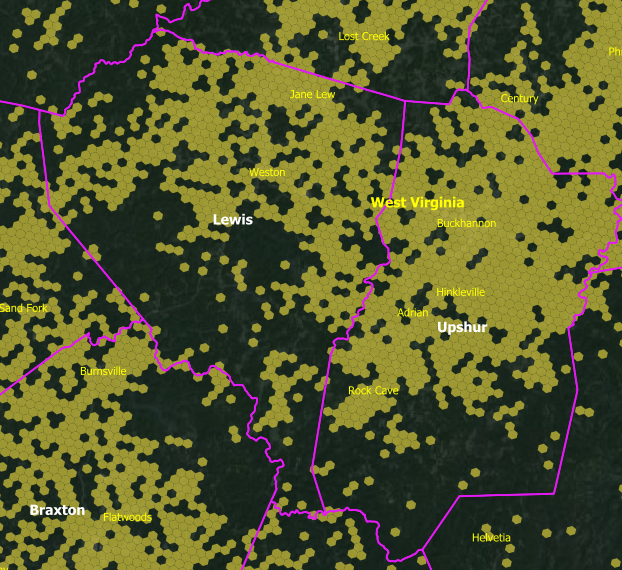 Lost Creek
Ph
Jane Lew
Century
Weston
West Virginia
Lewis
Buckhannon
Hinkleville
Sand Fork
Adrian
Upshur
Burnsville
Rock Cave
Braxton
Flatwoods
Helvetia